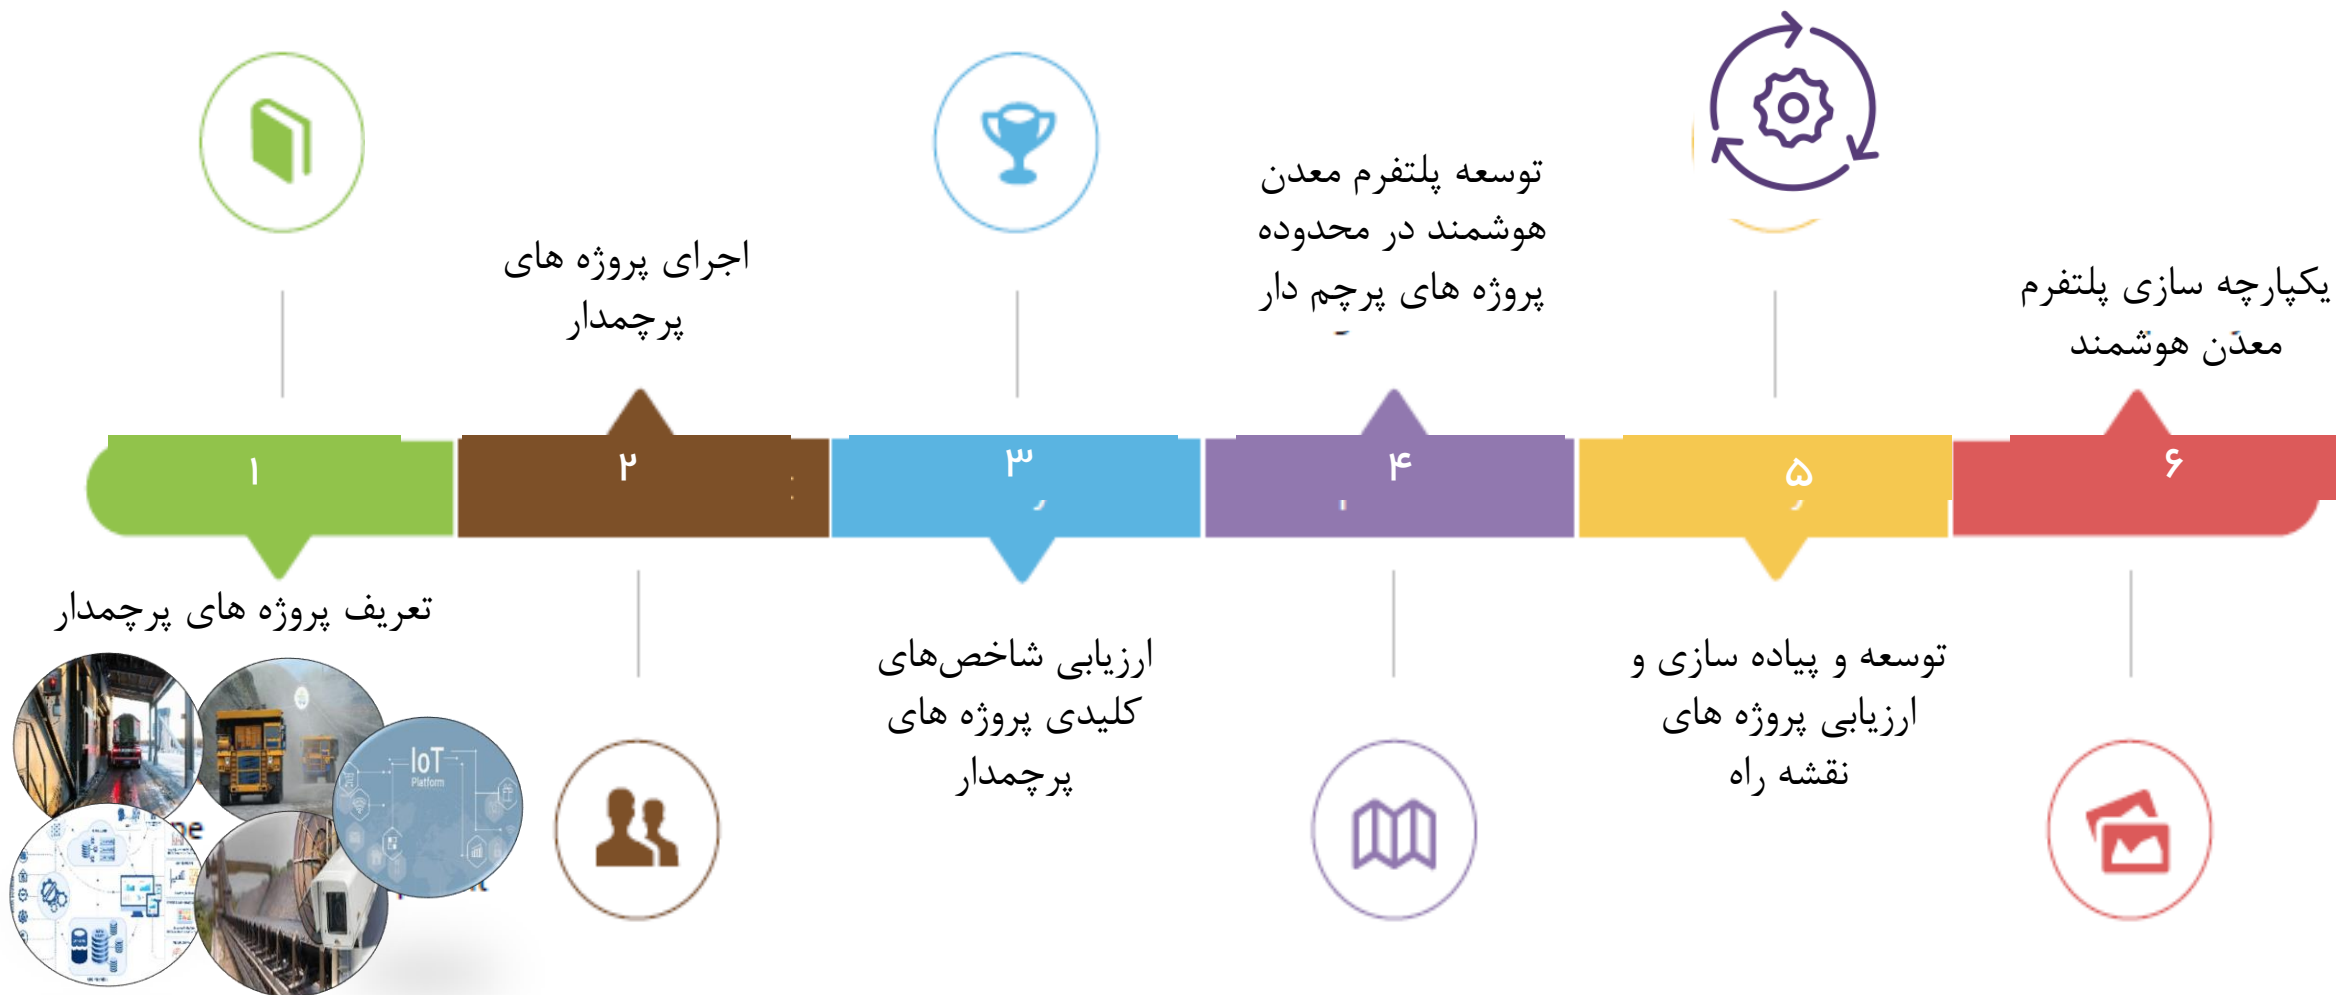 ۱
تعریف پروژه های پرچمدار
IoT
Platform
pe
t
۲
اجرای پروژه های
پرچمدار
۳
ارزیابی شاخص‌های
کلیدی پروژه های
پرچمدار
۴
توسعه پلتفرم معدن
هوشمند در محدوده
پروژه های پرچم دار
۵
توسعه و پیاده سازی و
ارزیابی پروژه های
نقشه راه
۶
یکپارچه سازی پلتفرم
معدن هوشمند